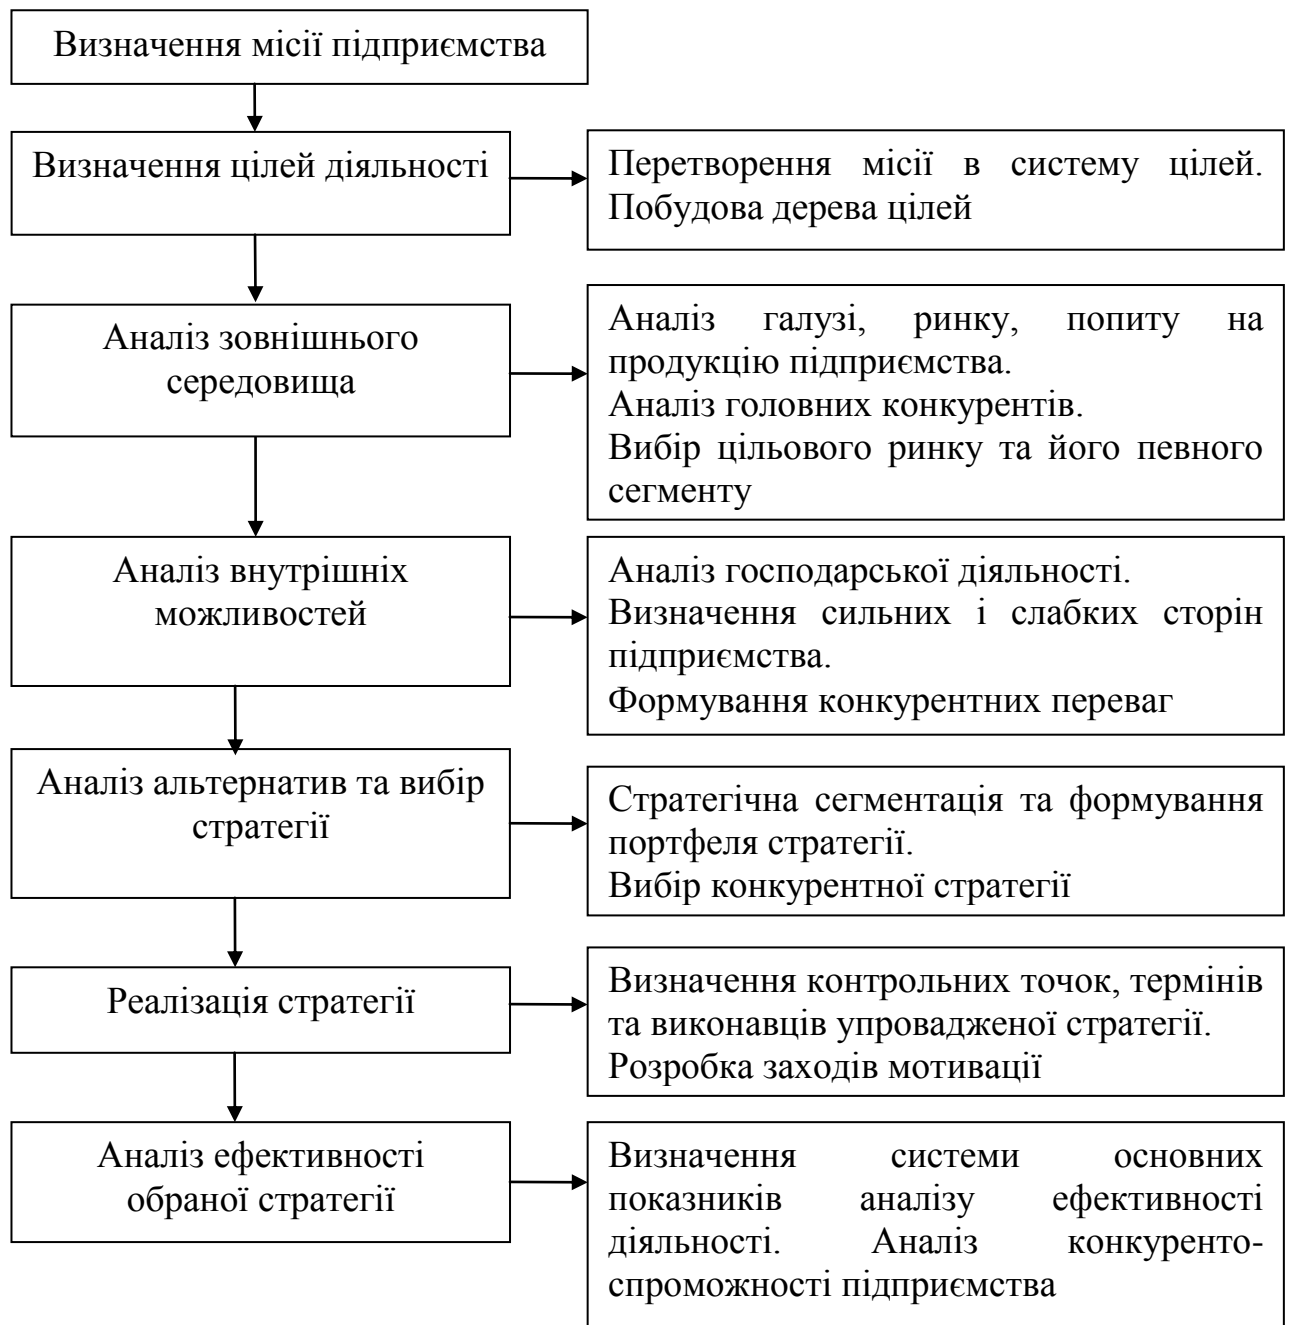 Визначення місії підприємства
Визначення цілей діяльності
Перетворення місії в систему цілей.
Побудова дерева цілей
Аналіз зовнішнього
середовища
Аналіз галузі, ринку, попиту на
продукцію підприємства.
Аналіз головних конкурентів.
Вибір цільового ринку та його певного
сегменту
Аналіз внутрішніх
можливостей
Аналіз господарської діяльності.
Визначення сильних і слабких сторін
підприємства.
Формування конкурентних переваг
Аналіз альтернатив та вибір
стратегії
Стратегічна сегментація та формування
портфеля стратегії.
Вибір конкурентної стратегії
Реалізація стратегії
Визначення контрольних точок, термінів
та виконавців упровадженої стратегії.
Розробка заходів мотивації
Аналіз ефективності
обраної стратегії
Визначення системи основних
показників аналізу ефективності
діяльності. Аналіз конкуренто-
спроможності підприємства